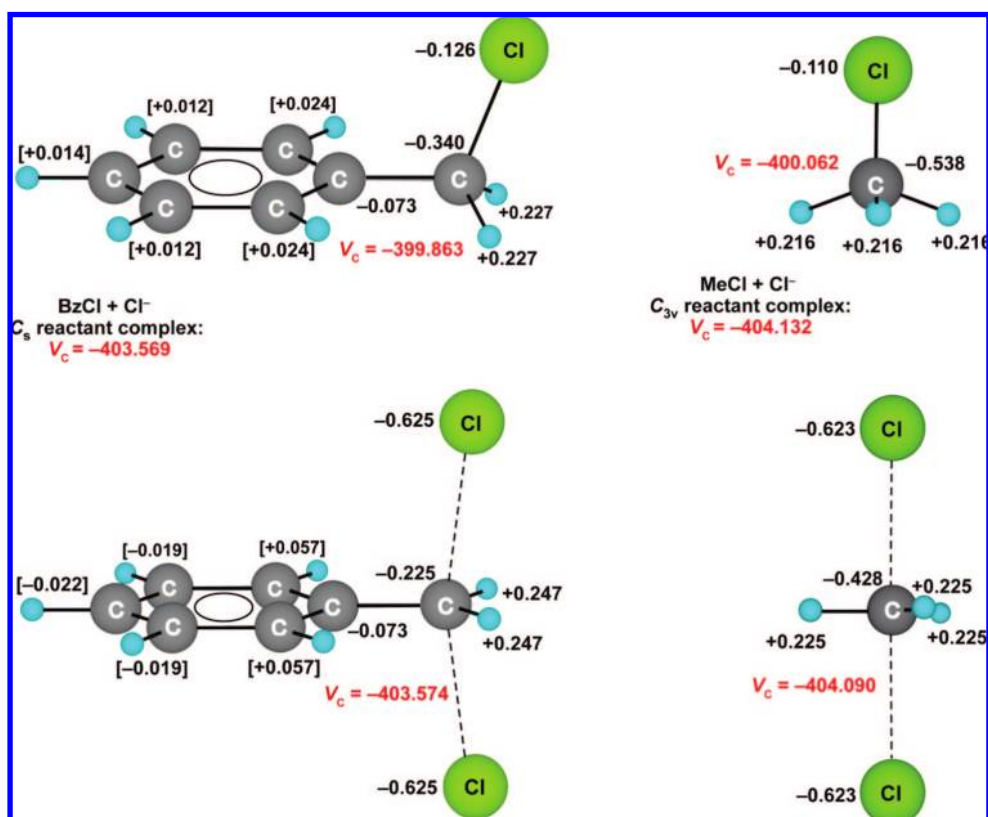 −0.126
Cl
[+0.012]
[+0.024]
[+0.014]
C
C
C
C
C
C
−0.340
C
−0.073
+0.227
+0.227
[+0.012]
[+0.024]
Vc = −399.863
BzCl + Cl−
Cs reactant complex:
Vc = −403.569
Cl
−0.110
Vc = −400.062
−0.538
C
+0.216
+0.216
+0.216
MeCl + Cl−
C3v reactant complex:
Vc = −404.132
−0.625
Cl
[−0.019]
[+0.057]
[−0.022]
C
C
C
C
C
C
−0.225
C
−0.073
+0.247
+0.247
[−0.019]
[+0.057]
Vc = −403.574
−0.625
Cl
−0.623
Cl
−0.428
C
+0.225
+0.225
+0.225
Vc = −404.090
−0.623
Cl